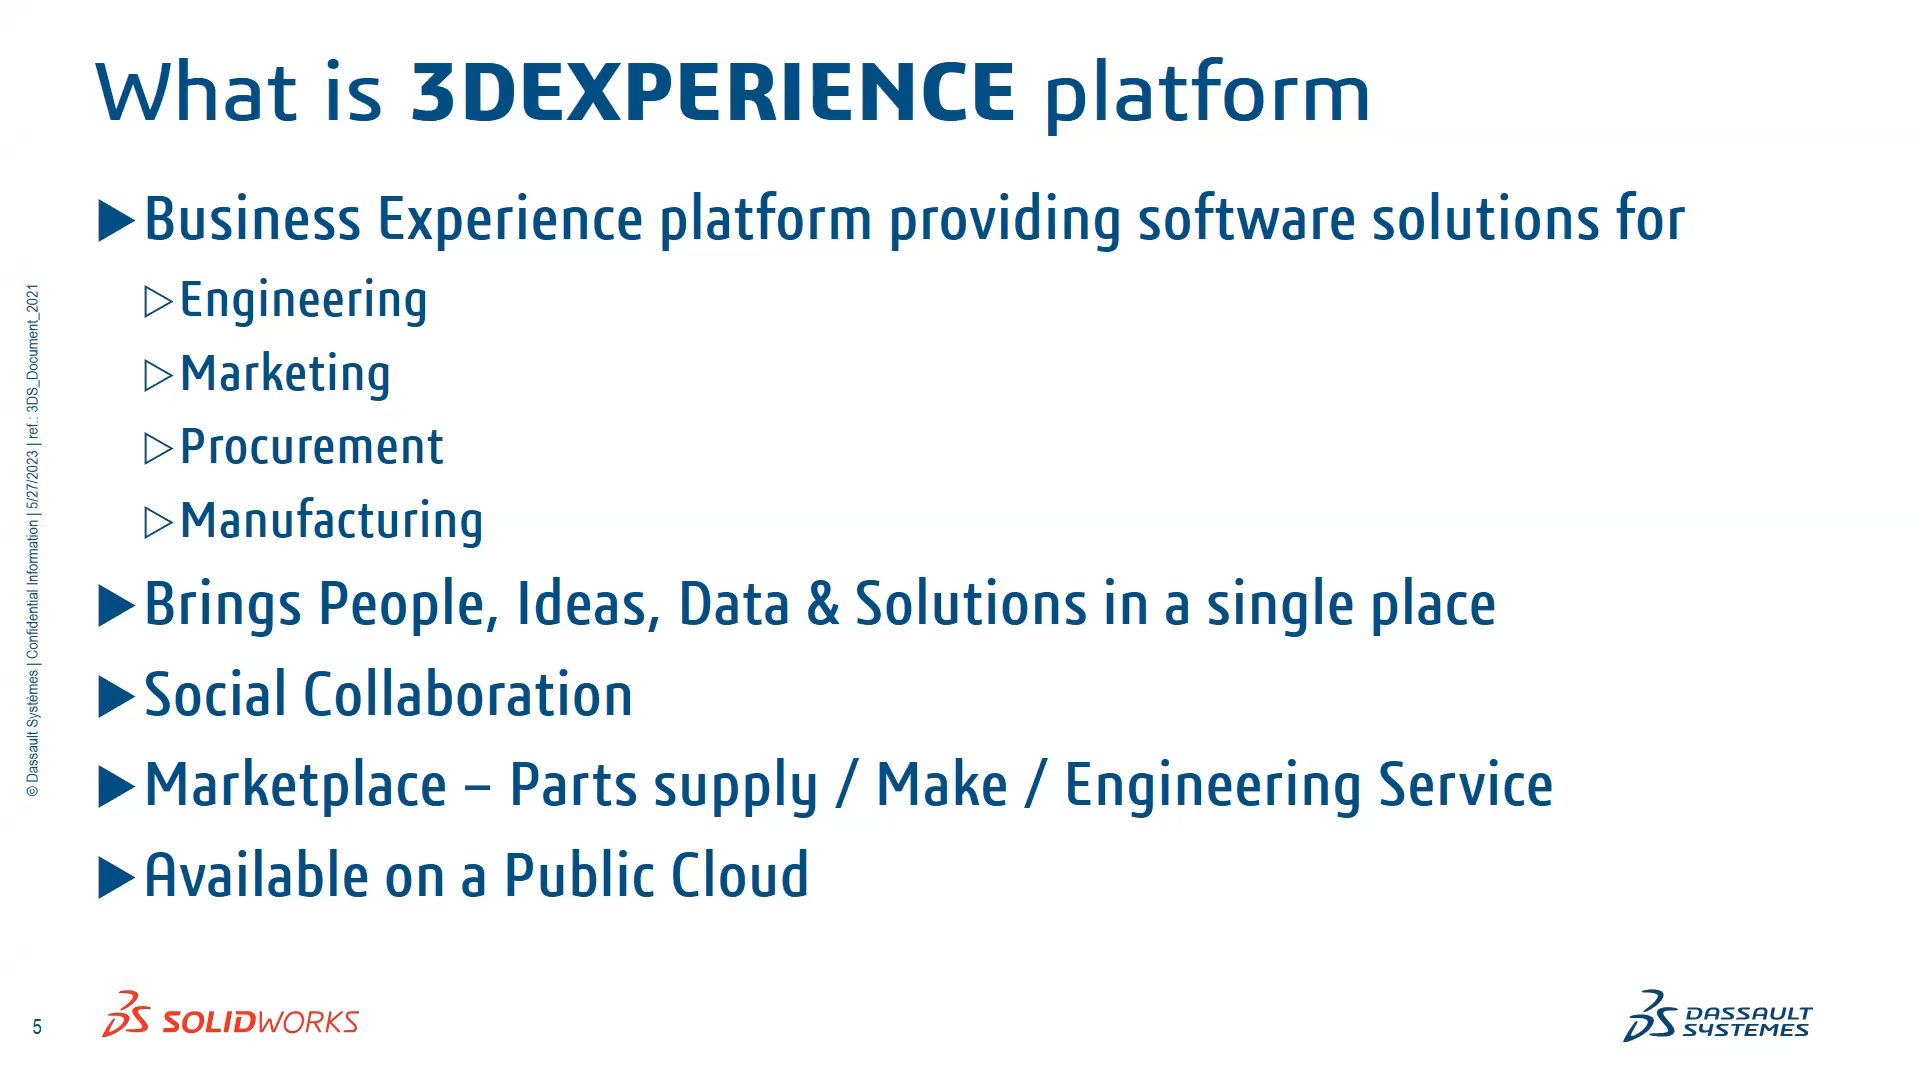 What is 3DEXPERIENCE platform
Business Experience platform providing software solutions for
Engineering
Marketing
Procurement
Manufacturing
Brings People, Ideas, Data & Solutions in a single place
Social Collaboration
Marketplace – Parts supply / Make / Engineering Service
Available on a Public Cloud
© Dassault Systèmes | Confidential Information | 5/27/2023 | ref.: 3DS_Document_2021
5
3DS SOLIDWORKS
3DS DASSAULT
SYSTEMES